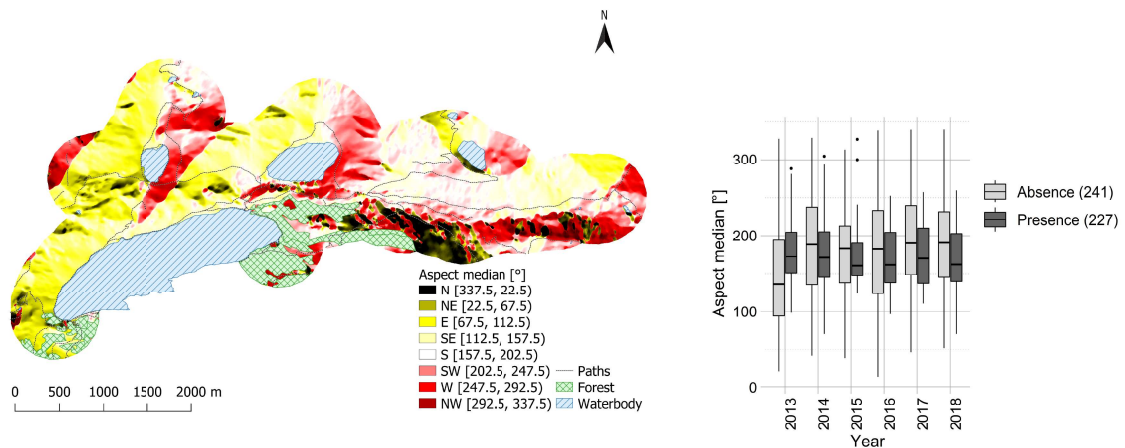 N
Aspect median [°]
N [337.5, 22.5)
NE [22.5, 67.5)
E [67.5, 112.5)
SE [112.5, 157.5)
S [157.5, 202.5)
SW [202.5, 247.5)
W [247.5, 292.5)
NW [292.5, 337.5)
Paths
Forest
Waterbody
0 500 1000 1500 2000 m
Aspect median [°]
300
200
100
0
2013 2014 2015 2016 2017 2018
Year
Absence (241)
Presence (227)